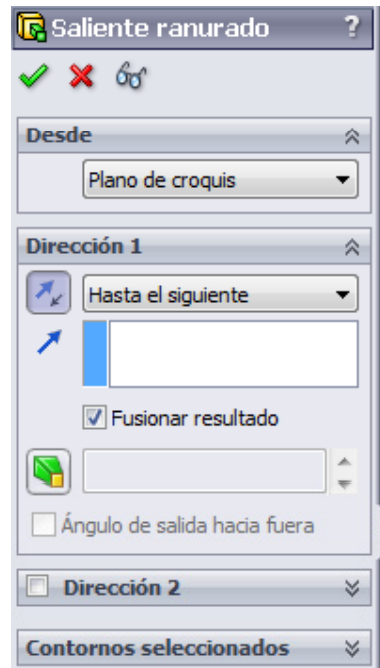 Saliente ranurado ?
Desde
Plano de croquis
Dirección 1
Hasta el siguiente
Fusionar resultado
Ángulo de salida hacia fuera
Dirección 2
Contornos seleccionados